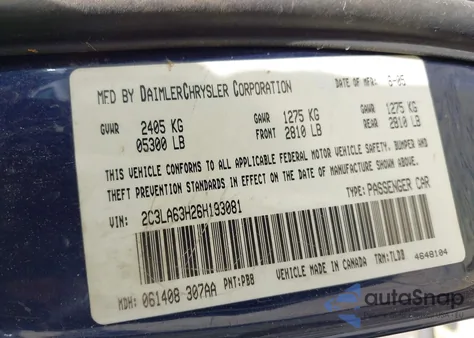 MFD BY DAIMLERCHRYSLER CORPORATION DATE OF MFR: 6-05
GVWR 2405 KG GAWR 1275 KG GAWR 1275 KG
05300 LB FRONT 2810 LB REAR 2810 LB
THIS VEHICLE CONFORMS TO ALL APPLICABLE FEDERAL MOTOR VEHICLE SAFETY, BUMPER AND
THEFT PREVENTION STANDARDS IN EFFECT ON THE DATE OF MANUFACTURE SHOWN ABOVE.
VIN: 2C3LA63H26H193081 TYPE: PASSENGER CAR
MDH: 061408 307AA PNT: PBB VEHICLE MADE IN CANADA TRM: TLDB 4648104
autoSnap